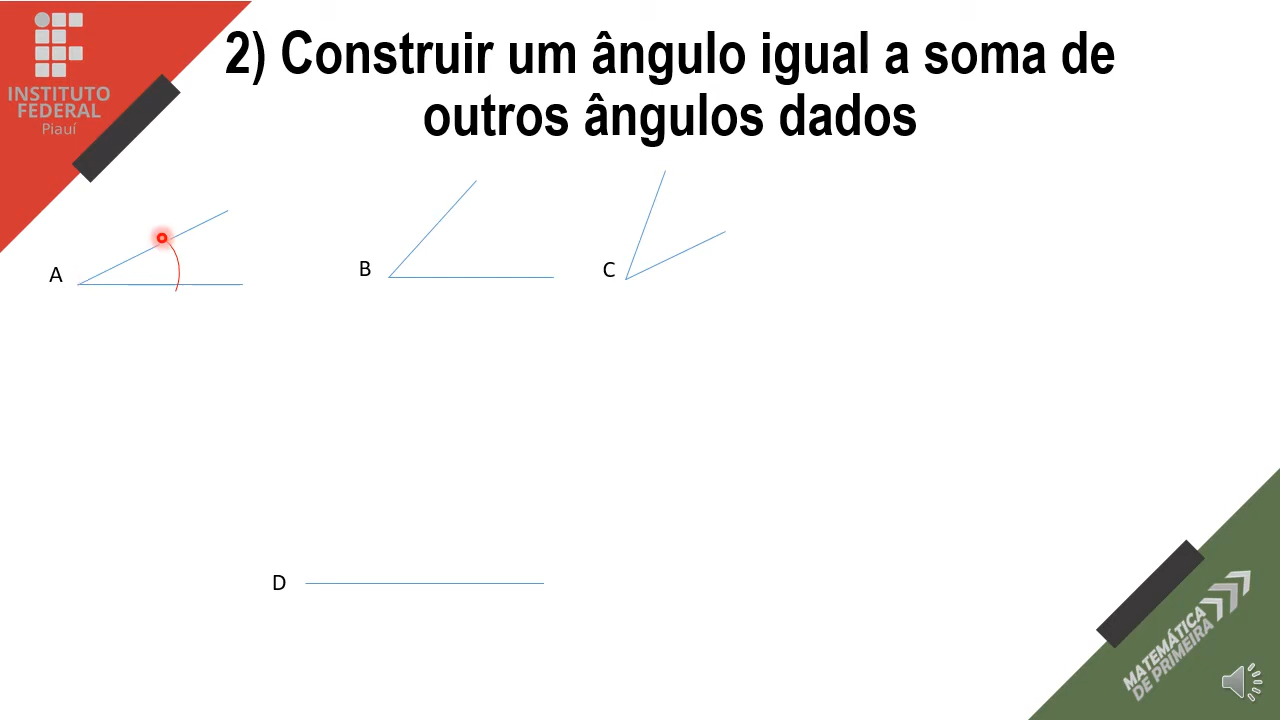 2) Construir um ângulo igual a soma de
outros ângulos dados
INSTITUTO
FEDERAL
Piauí
A
B
C
D
MATEMÁTICA
DE PRIMEIRA